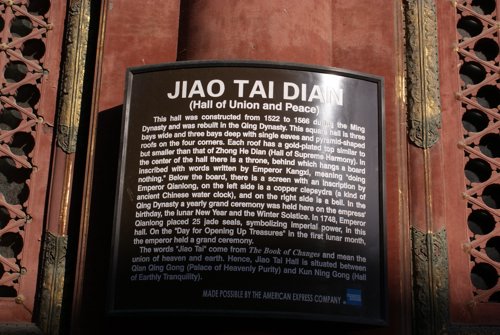 JIAO TAI DIAN
(Hall of Union and Peace)
This hall was constructed from 1522 to 1566 during the Ming
Dynasty and was rebuilt in the Qing Dynasty. This square hall is three
bays wide and three bays deep with single eaves and pyramid-shaped
roofs on the four corners. Each roof has a gold-plated top similar to
but smaller than that of Zhong He Dian (Hall of Supreme Harmony). In
the center of the hall there is a throne, behind which hangs a board
inscribed with words written by Emperor Kangxi, meaning "doing
nothing." Below the board, there is a screen with an inscription by
Emperor Qianlong, on the left side is a copper clepsydra (a kind of
ancient Chinese water clock), and on the right side is a bell. In the
Qing Dynasty a yearly grand ceremony was held here on the empress'
birthday, the lunar New Year and the Winter Solstice. In 1748, Emperor
Qianlong placed 25 jade seals, symbolizing imperial power, in this
hall. On the "Day for Opening Up Treasures" in the first lunar month,
the emperor held a grand ceremony.
The words "Jiao Tai" come from The Book of Changes and mean the
union of heaven and earth. Hence, Jiao Tai Hall is situated between
Qian Qing Gong (Palace of Heavenly Purity) and Kun Ning Gong (Hall
of Earthly Tranquility).
MADE POSSIBLE BY THE AMERICAN EXPRESS COMPANY